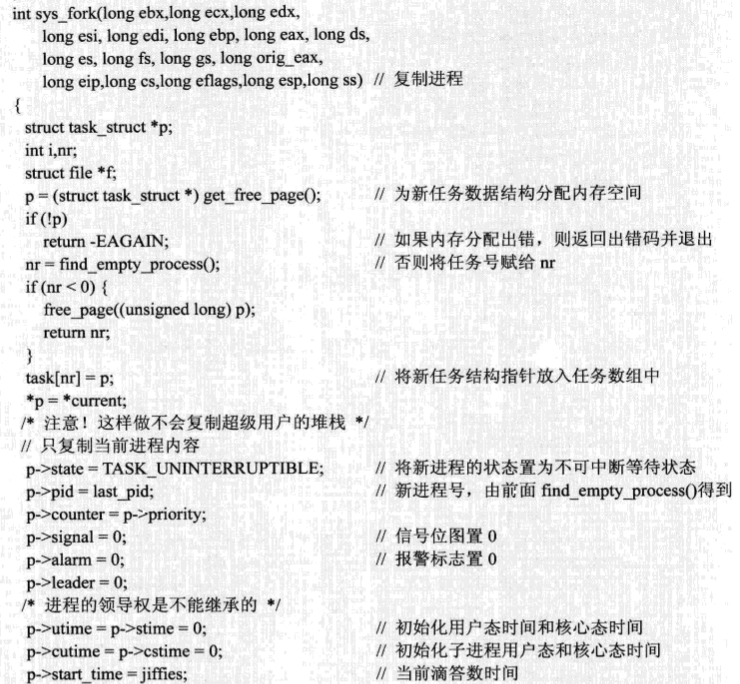 int sys_fork(long ebx,long ecx,long edx,
long esi, long edi, long ebp, long eax, long ds,
long es, long fs, long gs, long orig_eax,
long eip,long cs,long eflags,long esp,long ss) // 复制进程
{
struct task_struct *p;
int i,nr;
struct file *f;
p = (struct task_struct *) get_free_page(); // 为新任务数据结构分配内存空间
if (!p)
return -EAGAIN; // 如果内存分配出错，则返回出错码并退出
nr = find_empty_process(); // 否则将任务号赋给 nr
if (nr < 0) {
free_page((unsigned long) p);
return nr;
}
task[nr] = p; // 将新任务结构指针放入任务数组中
*p = *current;
/* 注意！这样做不会复制超级用户的堆栈 */
// 只复制当前进程内容
p->state = TASK_UNINTERRUPTIBLE; // 将新进程的状态置为不可中断等待状态
p->pid = last_pid; // 新进程号，由前面 find_empty_process()得到
p->counter = p->priority;
p->signal = 0; // 信号位图置 0
p->alarm = 0; // 报警标志置 0
p->leader = 0;
/* 进程的领导权是不能继承的 */
p->utime = p->stime = 0; // 初始化用户态时间和核心态时间
p->cutime = p->cstime = 0; // 初始化子进程用户态和核心态时间
p->start_time = jiffies; // 当前滴答数时间